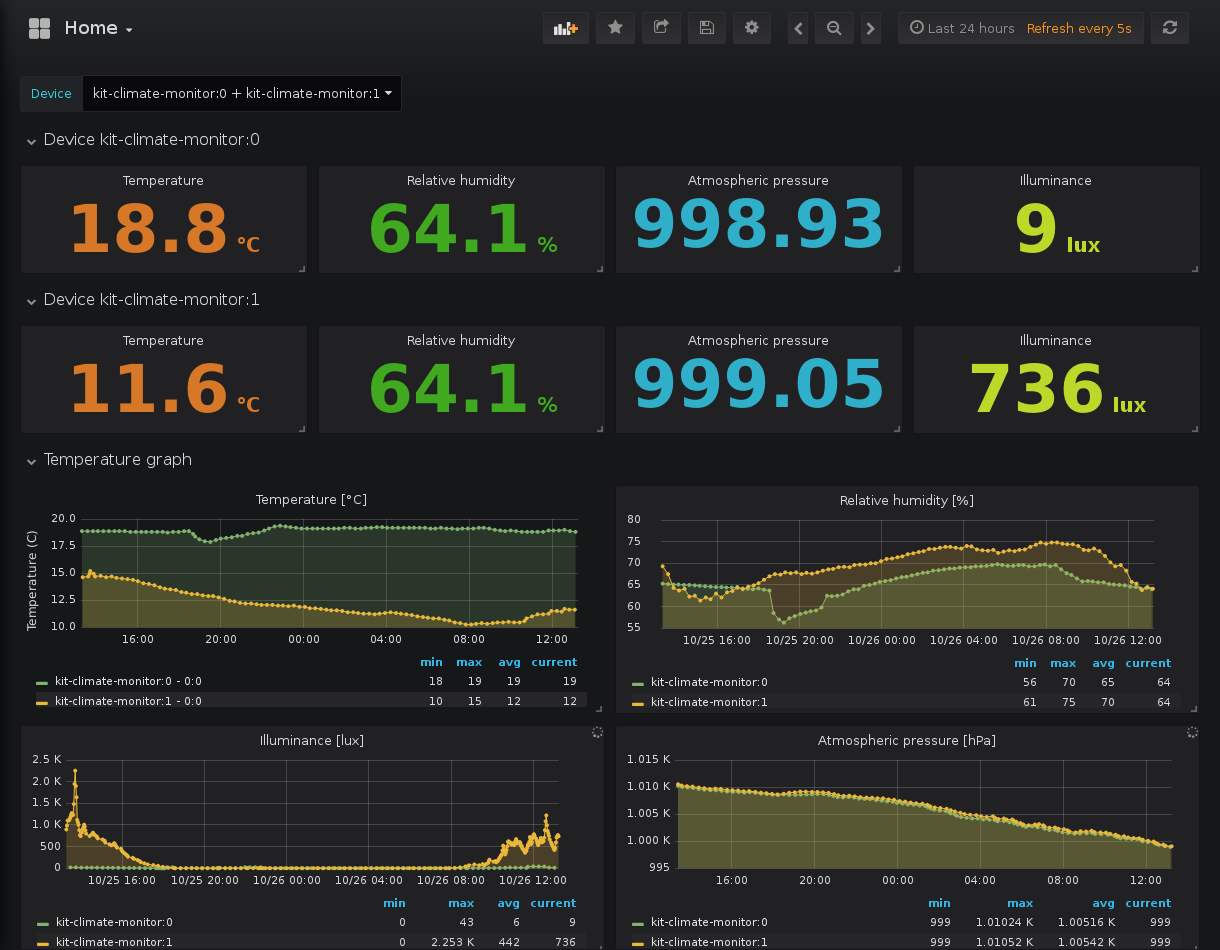 Home
Last 24 hours Refresh every 5s
Device kit-climate-monitor:0 + kit-climate-monitor:1
Device kit-climate-monitor:0
Temperature Relative humidity Atmospheric pressure Illuminance
18.8 °C 64.1 % 998.93 9 lux
Device kit-climate-monitor:1
Temperature Relative humidity Atmospheric pressure Illuminance
11.6 °C 64.1 % 999.05 736 lux
Temperature graph
Temperature [°C]
Temperature (C)
20.0
17.5
15.0
12.5
10.0
16:00 20:00 00:00 04:00 08:00 12:00
min max avg current
kit-climate-monitor:0 - 0:0 18 19 19 19
kit-climate-monitor:1 - 0:0 10 15 12 12
Relative humidity [%]
80
75
70
65
60
55
10/25 16:00 10/25 20:00 10/26 00:00 10/26 04:00 10/26 08:00 10/26 12:00
min max avg current
kit-climate-monitor:0 56 70 65 64
kit-climate-monitor:1 61 75 70 64
Illuminance [lux]
2.5 K
2.0 K
1.5 K
1.0 K
500
0
10/25 16:00 10/25 20:00 10/26 00:00 10/26 04:00 10/26 08:00 10/26 12:00
min max avg current
kit-climate-monitor:0 0 43 6 9
kit-climate-monitor:1 0 2.253 K 442 736
Atmospheric pressure [hPa]
1.015 K
1.010 K
1.005 K
1.000 K
995
16:00 20:00 00:00 04:00 08:00 12:00
min max avg current
kit-climate-monitor:0 999 1.01024 K 1.00516 K 999
kit-climate-monitor:1 999 1.01052 K 1.00542 K 999